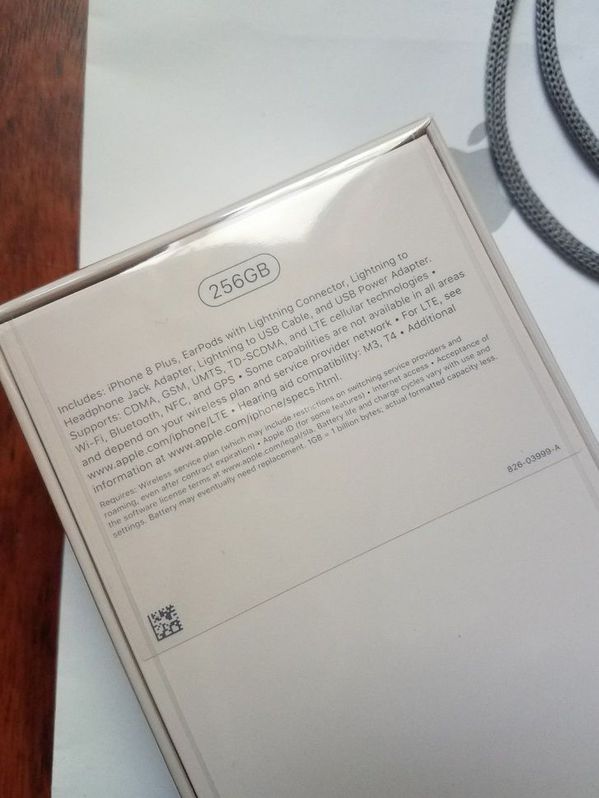 256GB
Includes: iPhone 8 Plus, EarPods with Lightning Connector, Lightning to
Headphone Jack Adapter, Lightning to USB Cable, and USB Power Adapter.
Supports: CDMA, GSM, UMTS, TD-SCDMA, and LTE cellular technologies •
Wi-Fi, Bluetooth, NFC, and GPS • Some capabilities are not available in all areas
and depend on your wireless plan and service provider network • For LTE, see
www.apple.com/iphone/LTE • Hearing aid compatibility: M3, T4 • Additional
information at www.apple.com/iphone/specs.html.
Requires: Wireless service plan (which may include restrictions on switching service providers and
roaming, even after contract expiration) • Apple ID (for some features) • Internet access • Acceptance of
the software license terms at www.apple.com/legal/sla. Battery life and charge cycles vary with use and
settings. Battery may eventually need replacement. 1GB = 1 billion bytes; actual formatted capacity less.
826-03999-A